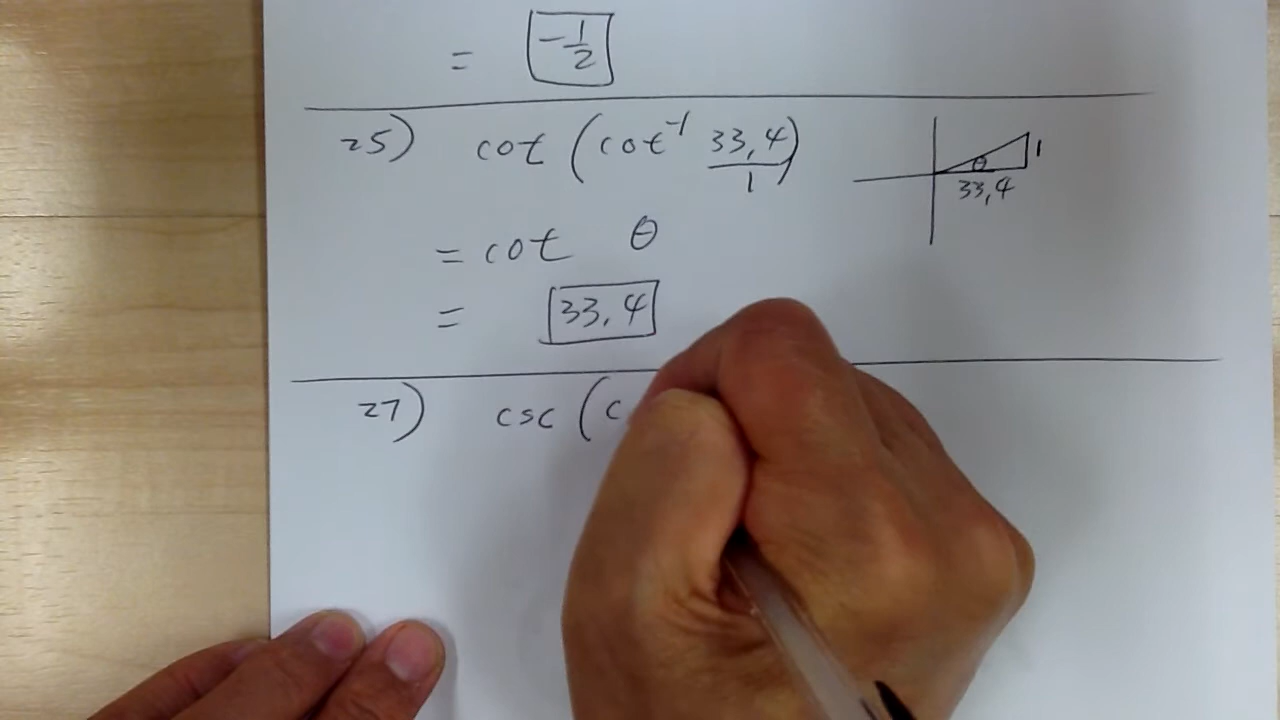 = -1/2
25) cot (cot⁻¹ 33,4/1) 1 θ 33,4
= cot θ
= 33,4
27) csc (c